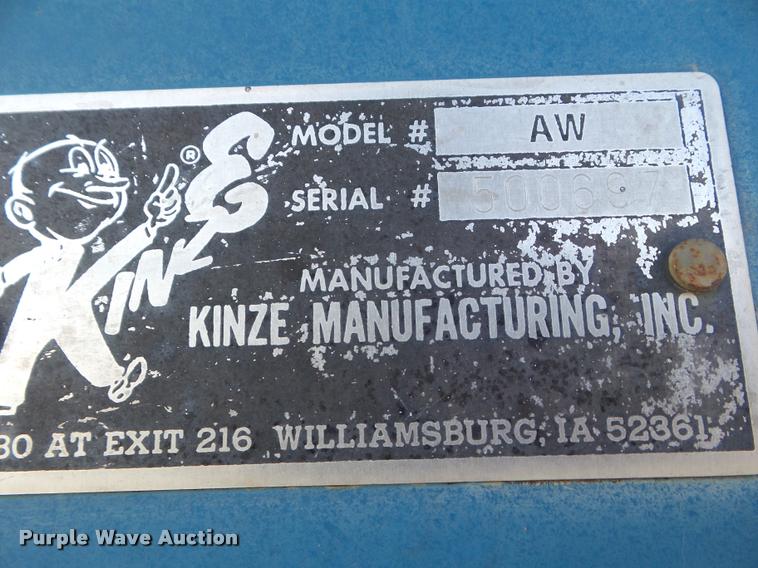 MODEL # AW
KINZE ®
SERIAL # 500697
MANUFACTURED BY
KINZE MANUFACTURING, INC.
80 AT EXIT 216 WILLIAMSBURG, IA 52361
Purple Wave Auction